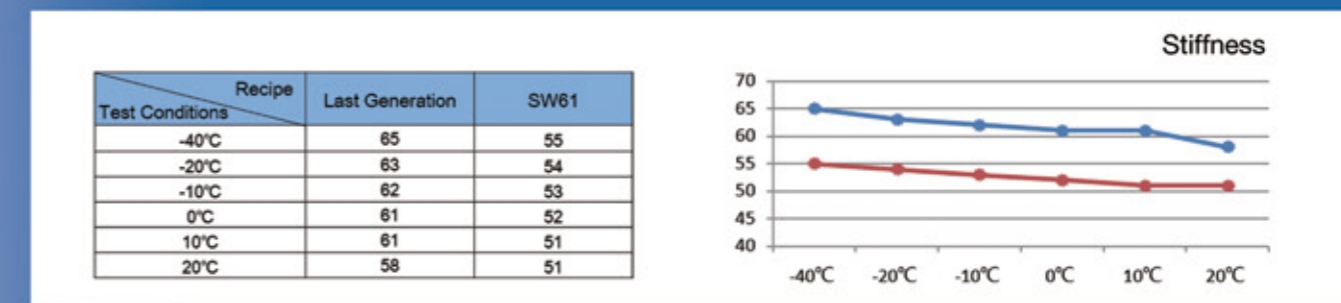 Recipe
Test Conditions
Last Generation
SW61
-40℃ 65 55
-20℃ 63 54
-10℃ 62 53
0℃ 61 52
10℃ 61 51
20℃ 58 51
Stiffness
70
65
60
55
50
45
40
-40℃ -20℃ -10℃ 0℃ 10℃ 20℃